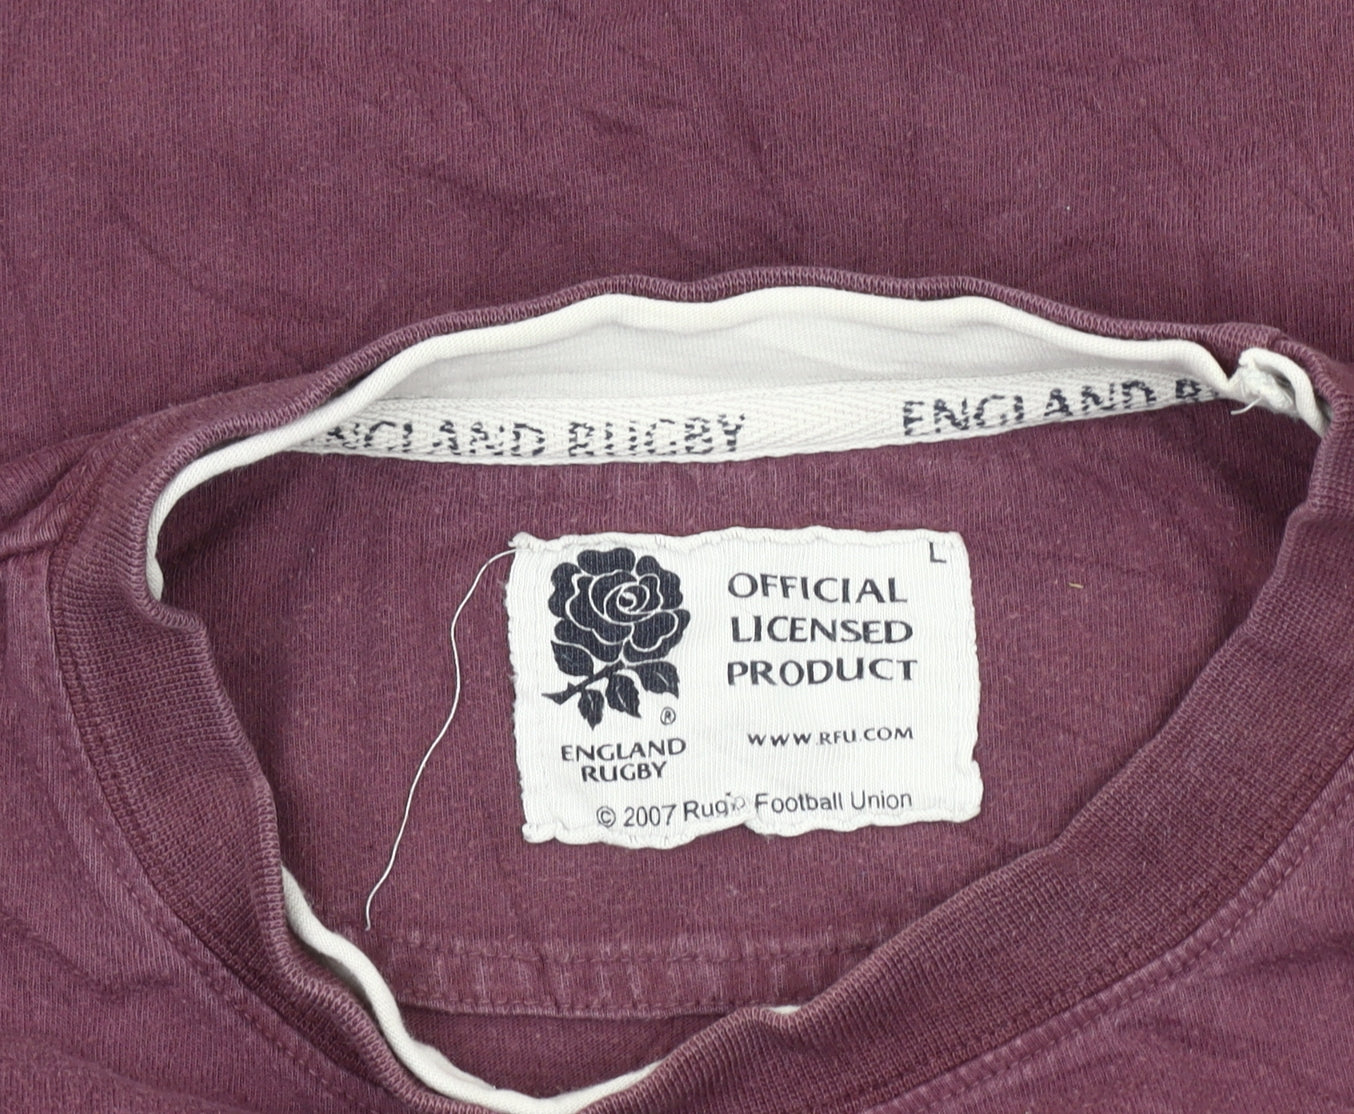 ENGLAND RUGBY ENGLAND
L
OFFICIAL
LICENSED
PRODUCT
®
WWW.RFU.COM
ENGLAND
RUGBY
© 2007 Football Union